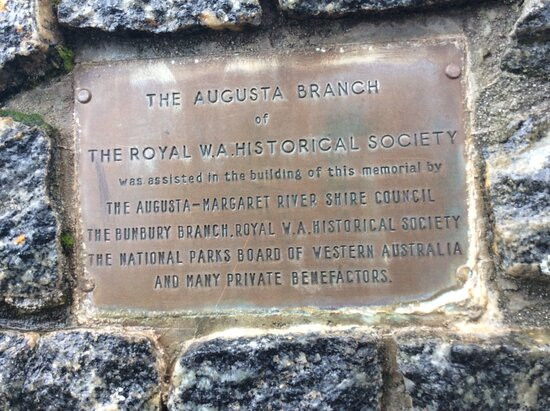 THE AUGUSTA BRANCH
of
THE ROYAL W.A. HISTORICAL SOCIETY
was assisted in the building of this memorial by
THE AUGUSTA-MARGARET RIVER SHIRE COUNCIL
THE BUNBURY BRANCH, ROYAL W.A. HISTORICAL SOCIETY
THE NATIONAL PARKS BOARD OF WESTERN AUSTRALIA
AND MANY PRIVATE BENEFACTORS.